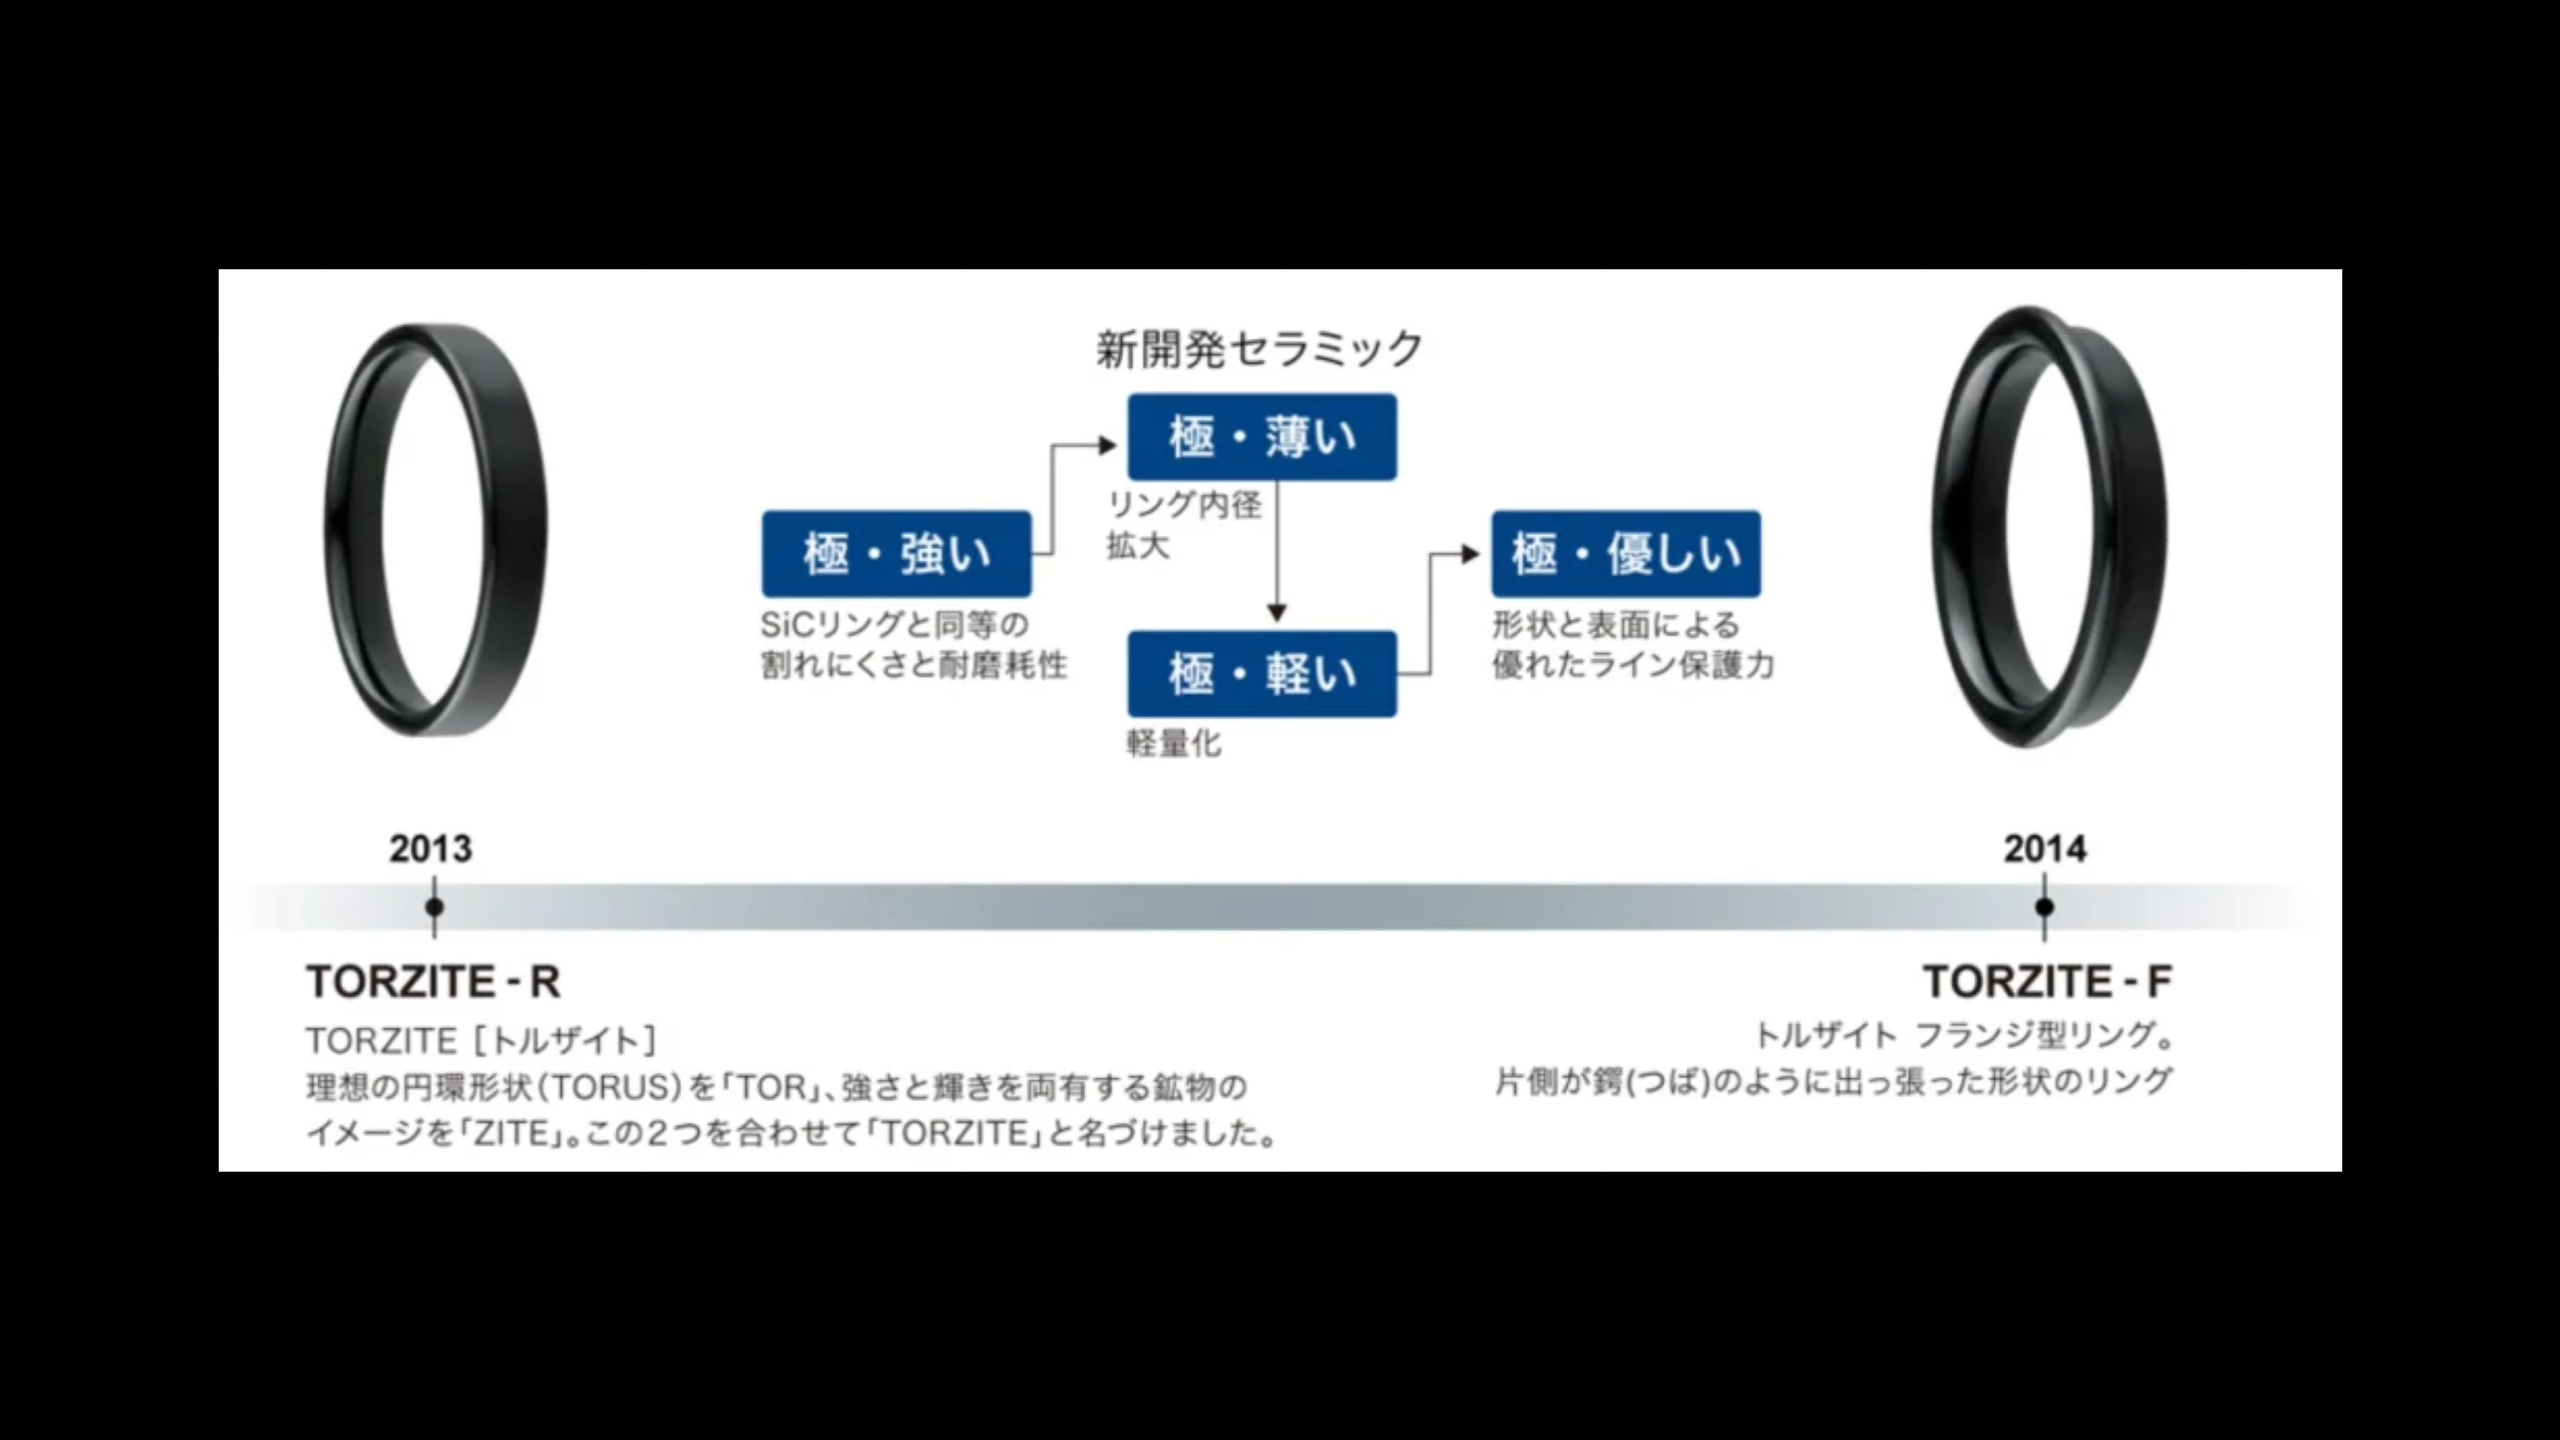 新開発セラミック
極・強い
SiCリングと同等の
割れにくさと耐磨耗性
極・薄い
リング内径
拡大
極・軽い
軽量化
極・優しい
形状と表面による
優れたライン保護力
2013
TORZITE - R
TORZITE [トルザイト]
理想の円環形状(TORUS)を「TOR」、強さと輝きを両有する鉱物の
イメージを「ZITE」。この2つを合わせて「TORZITE」と名づけました。
2014
TORZITE - F
トルザイト フランジ型リング。
片側が鍔(つば)のように出っ張った形状のリング